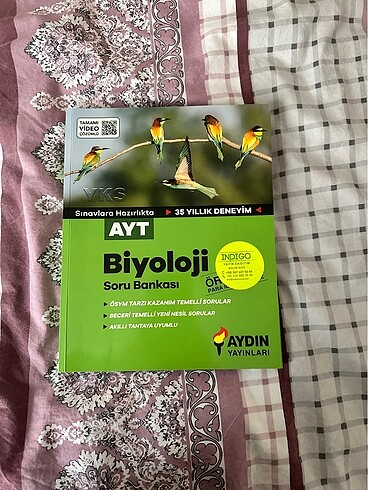 TAMAMI
VİDEO
ÇÖZÜMLÜ
YKS
Sınavlara Hazırlıkta
35 YILLIK DENEYİM
AYT
Biyoloji
Soru Bankası
ÖSYM TARZI KAZANIM TEMELLİ SORULAR
BECERİ TEMELLİ YENİ NESİL SORULAR
AKILLI TAHTAYA UYUMLU
INDIGO
AYDIN
YAYINLARI